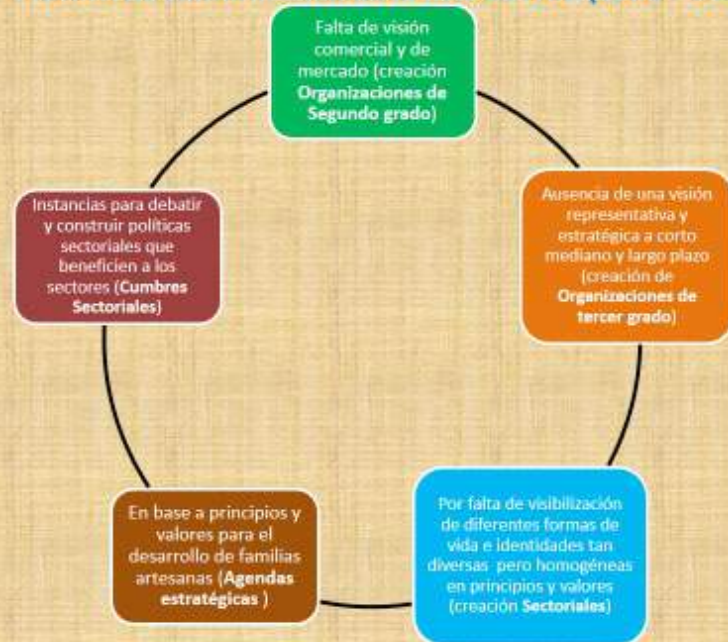 Falta de visión
comercial y de
mercado (creación
Organizaciones de
Segundo grado)
Ausencia de una visión
representativa y
estratégica a corto
mediano y largo plazo
(creación de
Organizaciones de
tercer grado)
Por falta de visibilización
de diferentes formas de
vida e identidades tan
diversas pero homogéneas
en principios y valores
(creación Sectoriales)
En base a principios y
valores para el
desarrollo de familias
artesanas (Agendas
estratégicas )
Instancias para debatir
y construir políticas
sectoriales que
beneficien a los
sectores (Cumbres
Sectoriales)